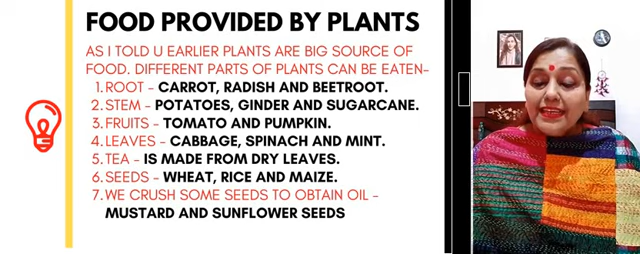 FOOD PROVIDED BY PLANTS
AS I TOLD U EARLIER PLANTS ARE BIG SOURCE OF
FOOD. DIFFERENT PARTS OF PLANTS CAN BE EATEN-
1. ROOT - CARROT, RADISH AND BEETROOT.
2. STEM - POTATOES, GINDER AND SUGARCANE.
3. FRUITS - TOMATO AND PUMPKIN.
4. LEAVES - CABBAGE, SPINACH AND MINT.
5. TEA - IS MADE FROM DRY LEAVES.
6. SEEDS - WHEAT, RICE AND MAIZE.
7. WE CRUSH SOME SEEDS TO OBTAIN OIL -
MUSTARD AND SUNFLOWER SEEDS